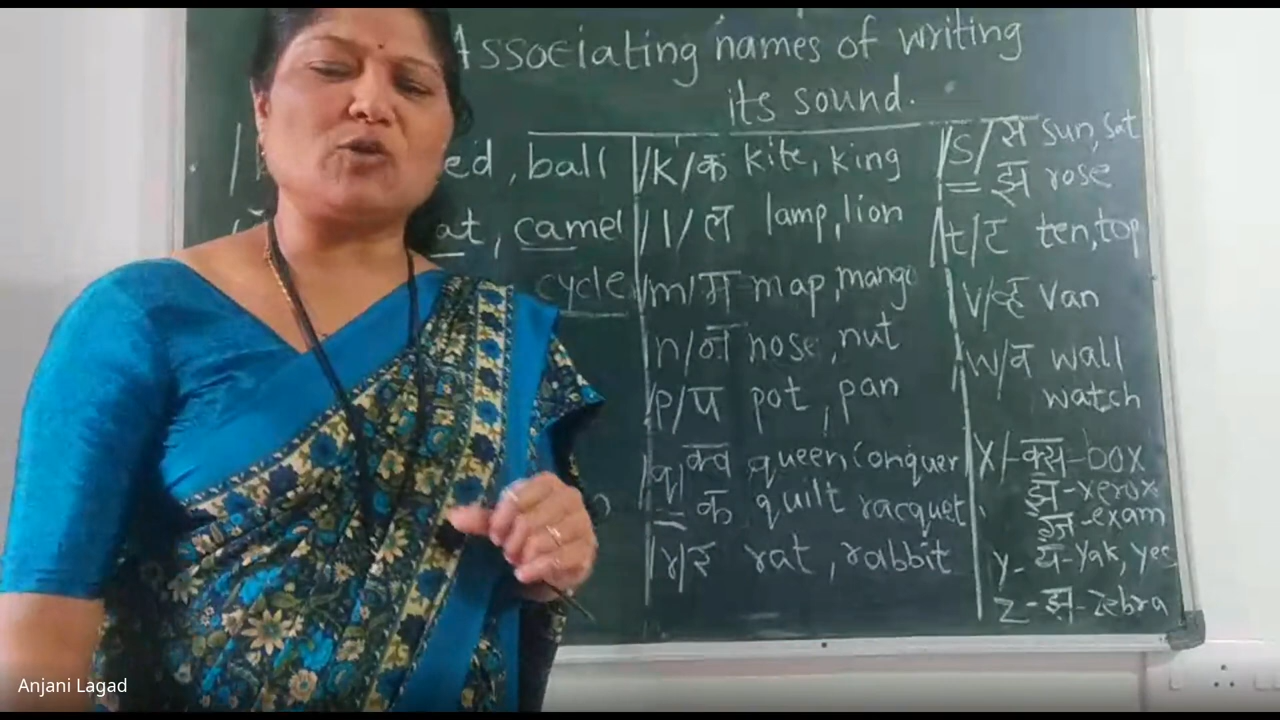 Associating names of writing
its sound.
ed, ball
at, camel
cycle
/k/क kite, king
/l/ल lamp, lion
/m/म map, mango
n/न nose, nut
/p/प pot, pan
/q/ क्व queen conquer
क quilt racquet
/r/र rat, rabbit
/s/स sun, sat
झ rose
/t/ट ten, top
v/व्ह van
w/व wall
watch
x/-क्स-box
झ-xerox
ग्ज-exam
y-य-yak, yes
z-झ-zebra
Anjani Lagad